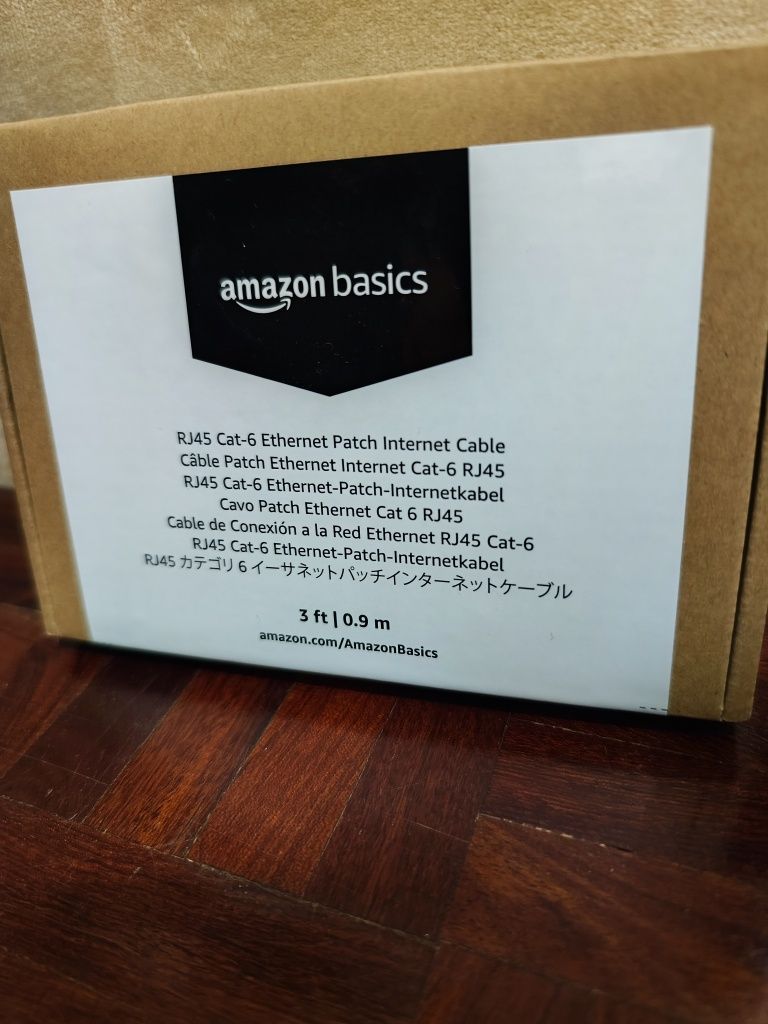 amazon basics
RJ45 Cat-6 Ethernet Patch Internet Cable
Câble Patch Ethernet Internet Cat-6 RJ45
RJ45 Cat-6 Ethernet-Patch-Internetkabel
Cavo Patch Ethernet Cat 6 RJ45
Cable de Conexión a la Red Ethernet RJ45 Cat-6
RJ45 Cat-6 Ethernet-Patch-Internetkabel
RJ45 カテゴリ 6 イーサネットパッチインターネットケーブル
3 ft | 0.9 m
amazon.com/AmazonBasics